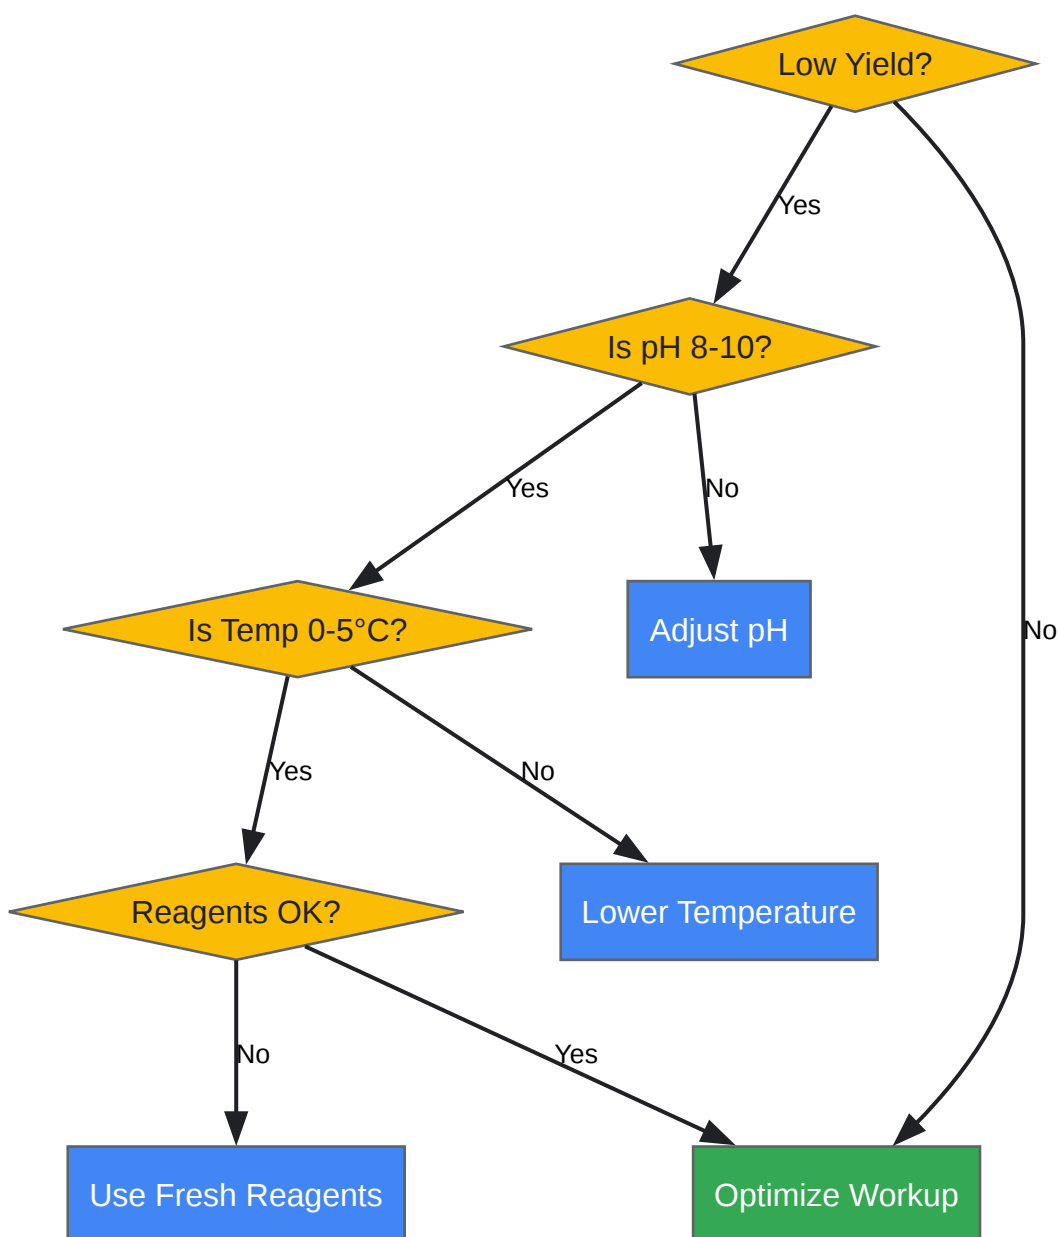 Low Yield?
Yes
Is pH 8-10?
Yes
No
Is Temp 0-5°C?
Adjust pH
No
Yes
No
Reagents OK?
Lower Temperature
No
Yes
Use Fresh Reagents
Optimize Workup